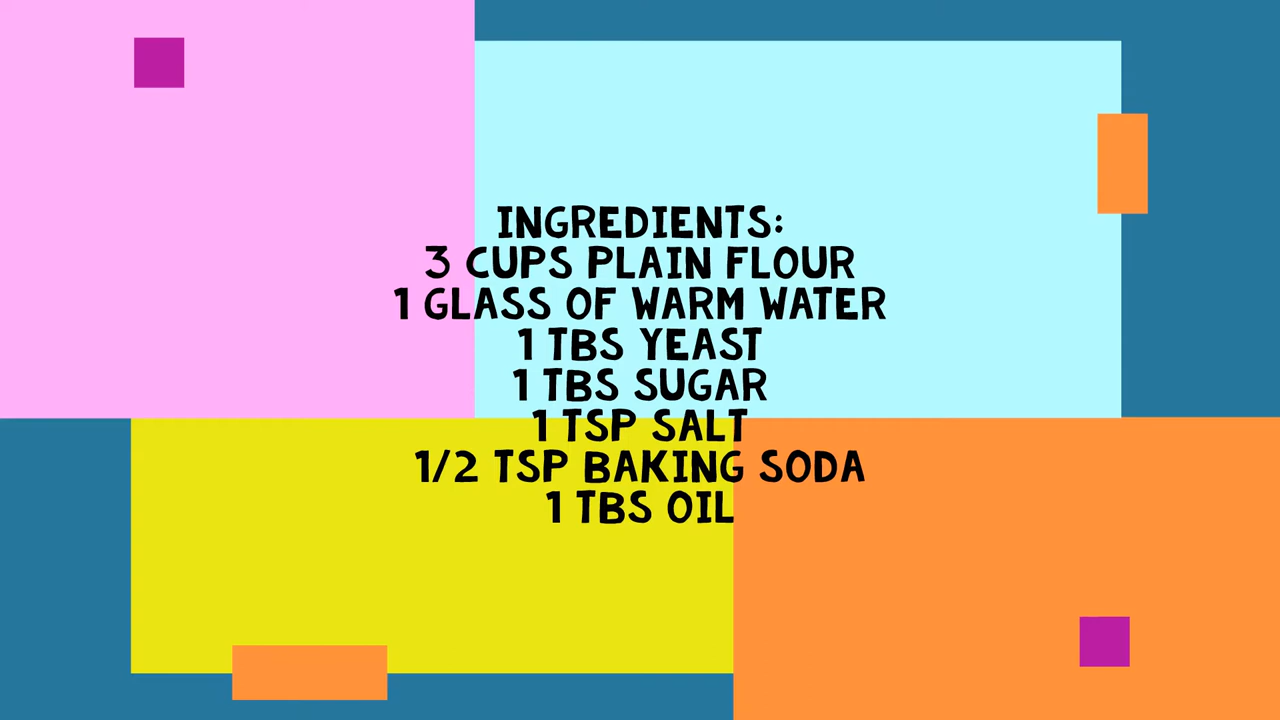 INGREDIENTS:
3 CUPS PLAIN FLOUR
1 GLASS OF WARM WATER
1 TBS YEAST
1 TBS SUGAR
1 TSP SALT
1/2 TSP BAKING SODA
1 TBS OIL